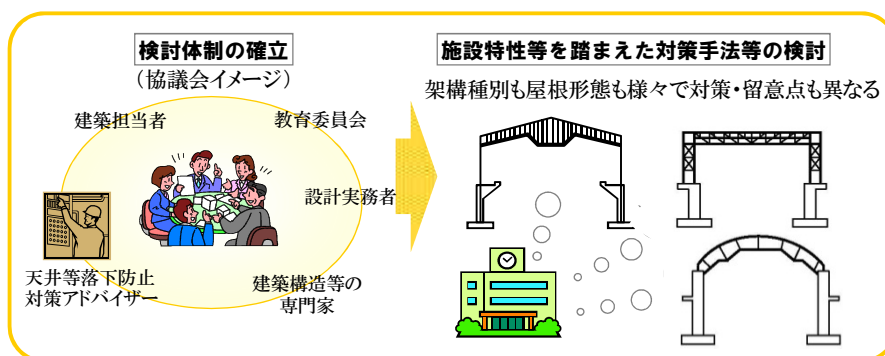 検討体制の確立
（協議会イメージ）
建築担当者
教育委員会
設計実務者
天井等落下防止
対策アドバイザー
建築構造等の
専門家
施設特性等を踏まえた対策手法等の検討
架構種別も屋根形態も様々で対策・留意点も異なる